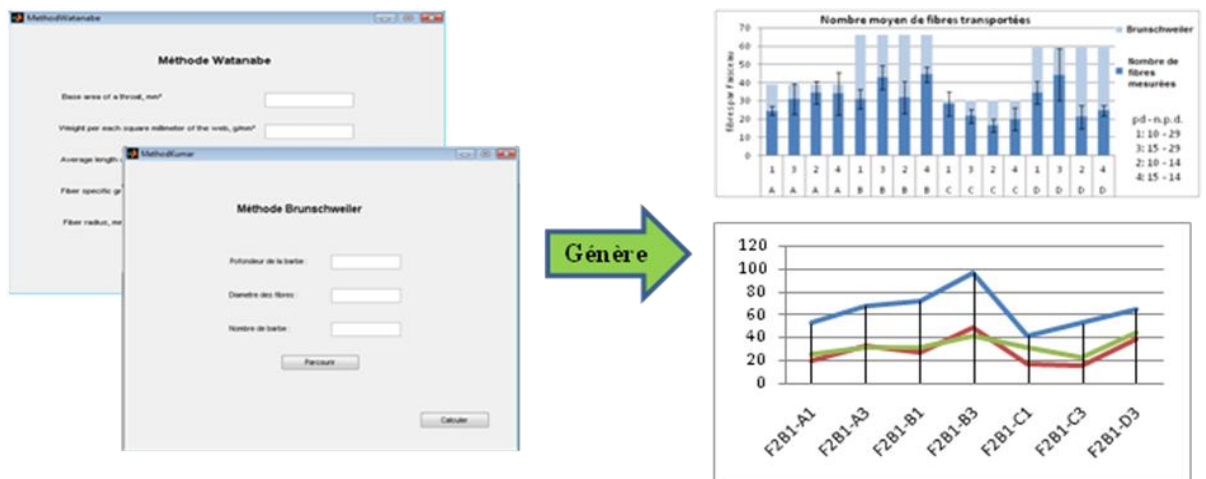 MethodWatanabe
Méthode Watanabe
Base area of a throat, mm²
Weight per each square millimeter of the web, g/mm²
Average length
Fiber specific gr
Fiber radius, mm
MethodKumar
Méthode Brunschweiler
Pofondeur de la barbe :
Diametre des fibres :
Nombre de barbe :
Parcourir
Calculer
Génère
Nombre moyen de fibres transportées
fibres par faisceau
70
60
50
40
30
20
10
0
1 3 2 4 1 3 2 4 1 3 2 4 1 3 2 4
A A A A B B B B C C C C D D D D
Brunschweiler
Nombre de
fibres
mesurées
pd - n.p.d.
1: 10 - 29
3: 15 - 29
2: 10 - 14
4: 15 - 14
120
100
80
60
40
20
0
F2B1-A1
F2B1-A3
F2B1-B1
F2B1-B3
F2B1-C1
F2B1-C3
F2B1-D3